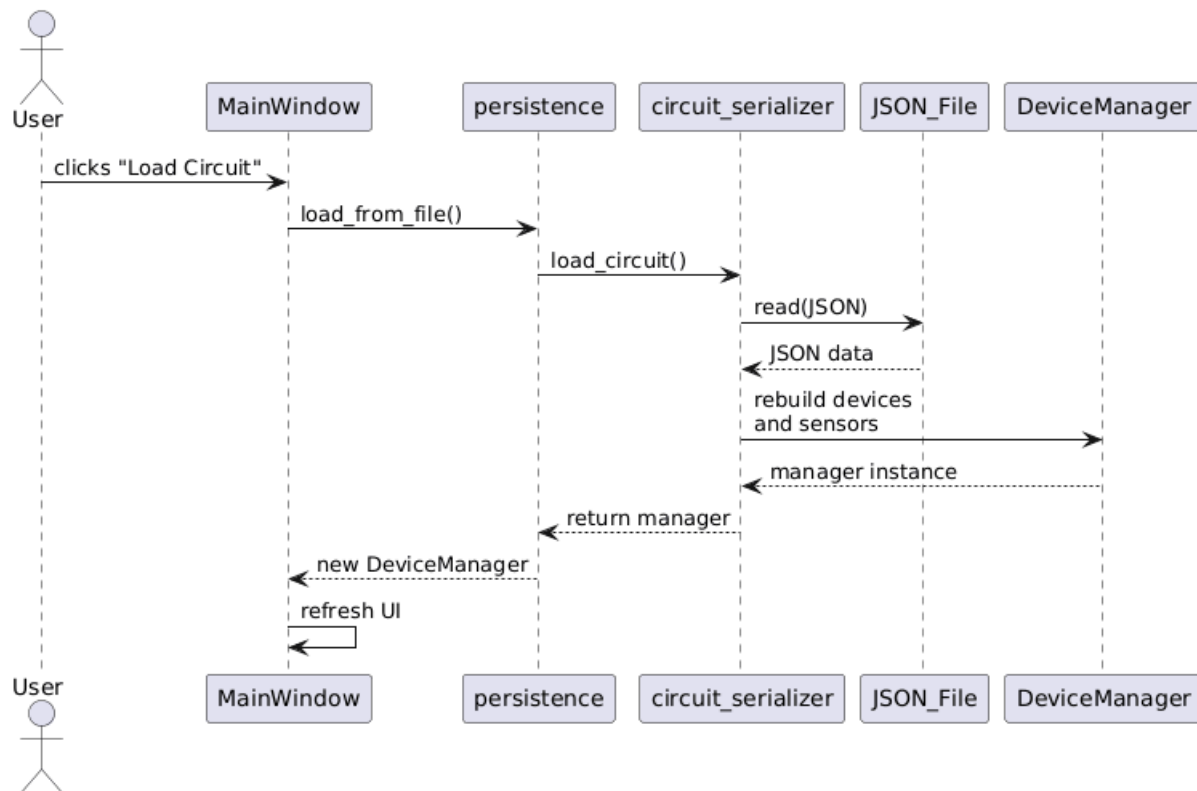 User
MainWindow
persistence
circuit_serializer
JSON_File
DeviceManager
clicks "Load Circuit"
load_from_file()
load_circuit()
read(JSON)
JSON data
rebuild devices
and sensors
manager instance
return manager
new DeviceManager
refresh UI
User
MainWindow
persistence
circuit_serializer
JSON_File
DeviceManager